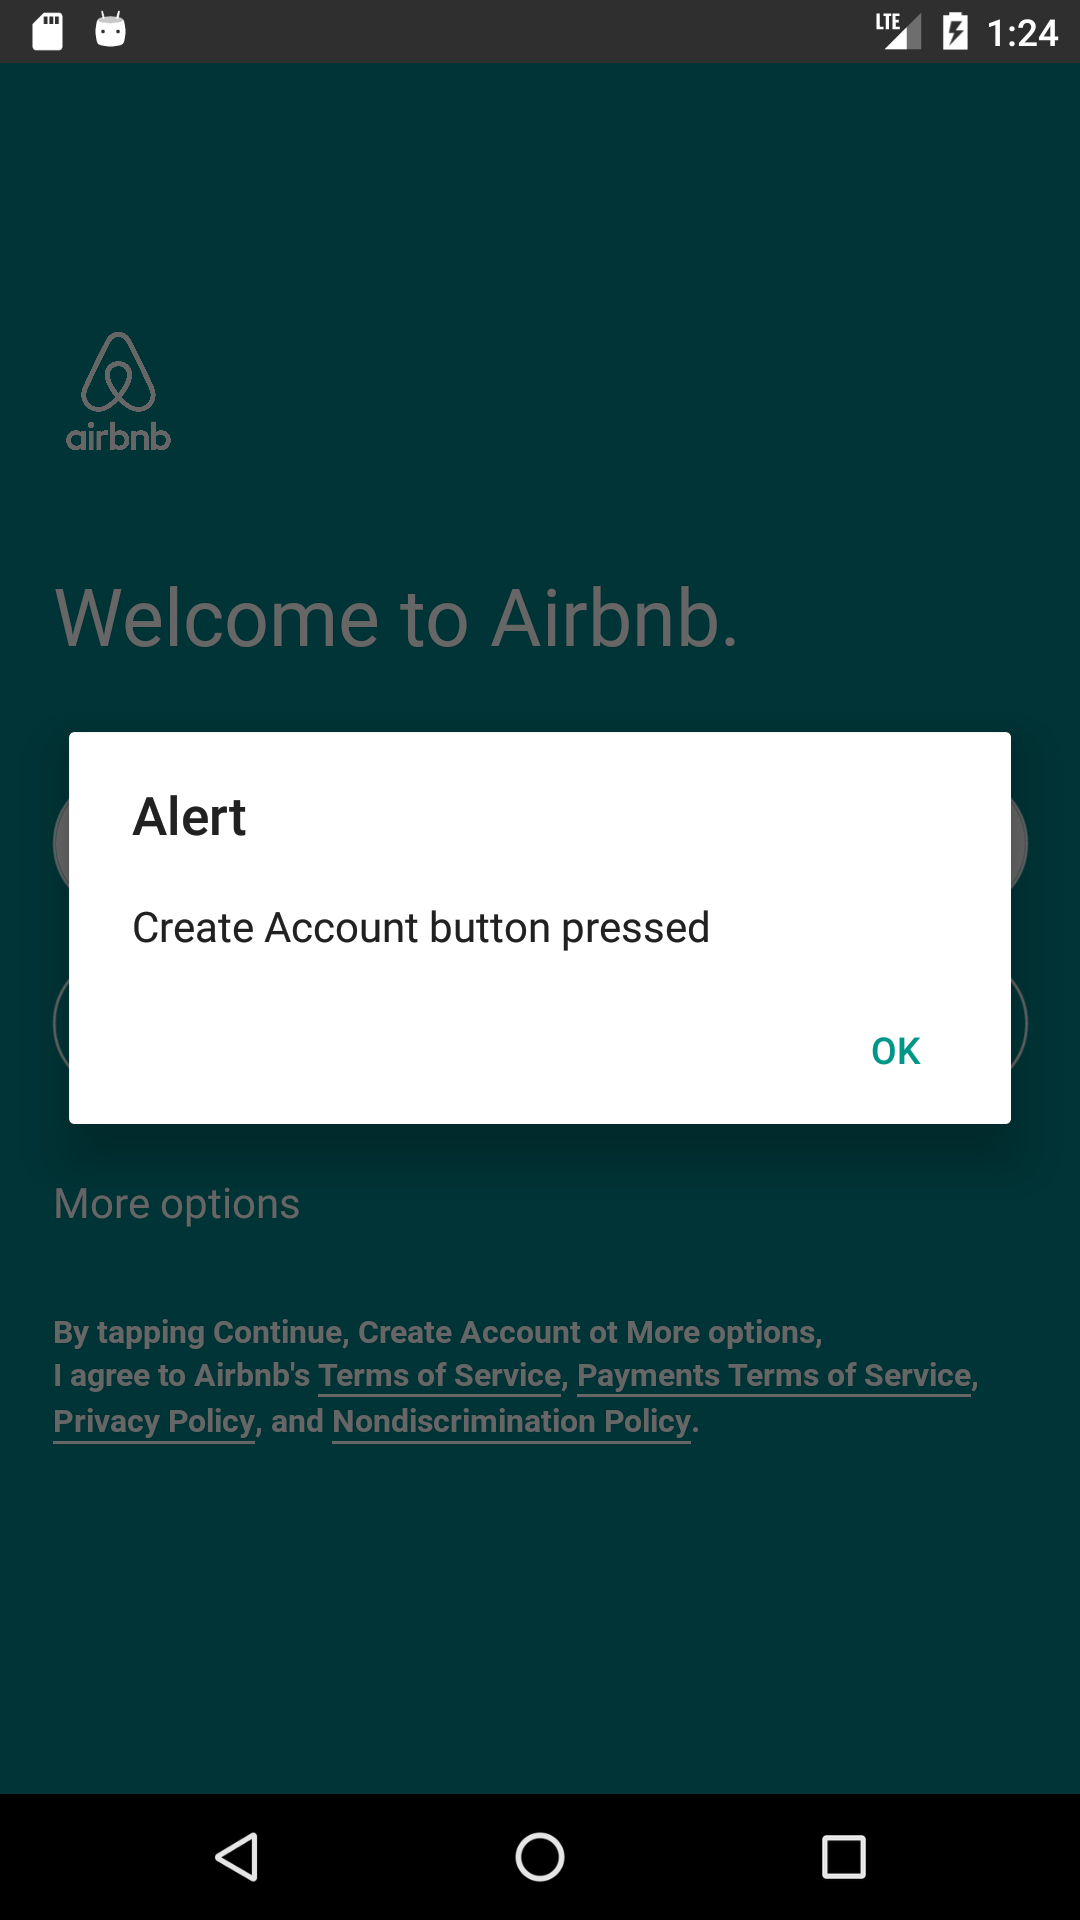 LTE 1:24
airbnb
Welcome to Airbnb.
Alert
Create Account button pressed
OK
More options
By tapping Continue, Create Account ot More options,
I agree to Airbnb's Terms of Service, Payments Terms of Service,
Privacy Policy, and Nondiscrimination Policy.